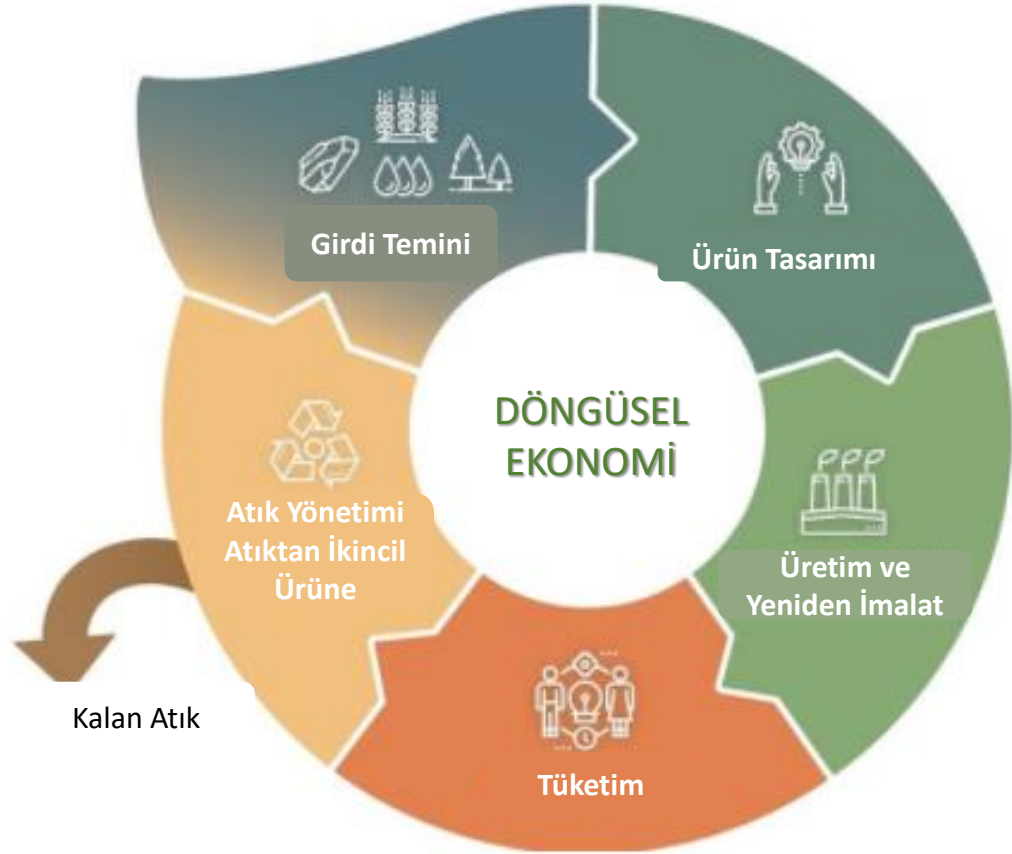 Girdi Temini
Ürün Tasarımı
DÖNGÜSEL
EKONOMİ
Atık Yönetimi
Atıktan İkincil
Ürüne
Üretim ve
Yeniden İmalat
Kalan Atık
Tüketim